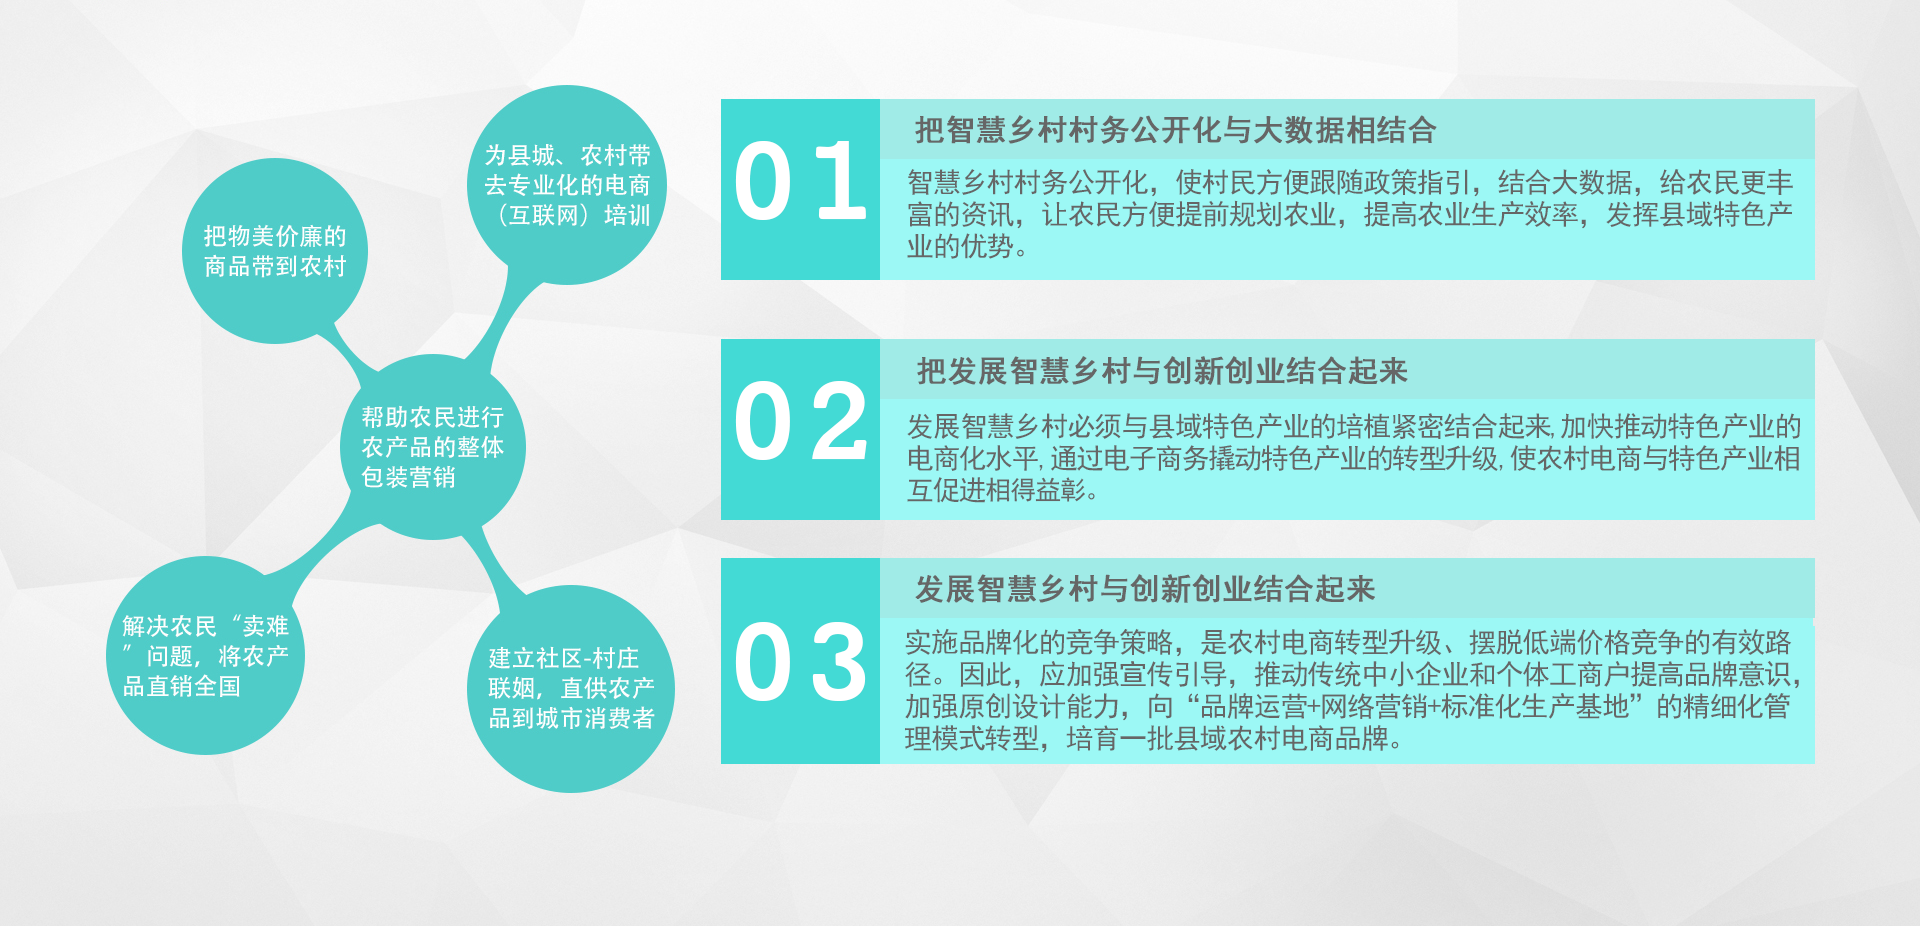 为县城、农村带
去专业化的电商
（互联网）培训
把物美价廉的
商品带到农村
帮助农民进行
农产品的整体
包装营销
解决农民“卖难
”问题，将农产
品直销全国
建立社区-村庄
联姻，直供农产
品到城市消费者
01
把智慧乡村村务公开化与大数据相结合
智慧乡村村务公开化，使村民方便跟随政策指引，结合大数据，给农民更丰
富的资讯，让农民方便提前规划农业，提高农业生产效率，发挥县域特色产
业的优势。
02
把发展智慧乡村与创新创业结合起来
发展智慧乡村必须与县域特色产业的培植紧密结合起来,加快推动特色产业的
电商化水平,通过电子商务撬动特色产业的转型升级,使农村电商与特色产业相
互促进相得益彰。
03
发展智慧乡村与创新创业结合起来
实施品牌化的竞争策略，是农村电商转型升级、摆脱低端价格竞争的有效路
径。因此，应加强宣传引导，推动传统中小企业和个体工商户提高品牌意识，
加强原创设计能力，向“品牌运营+网络营销+标准化生产基地”的精细化管
理模式转型，培育一批县域农村电商品牌。